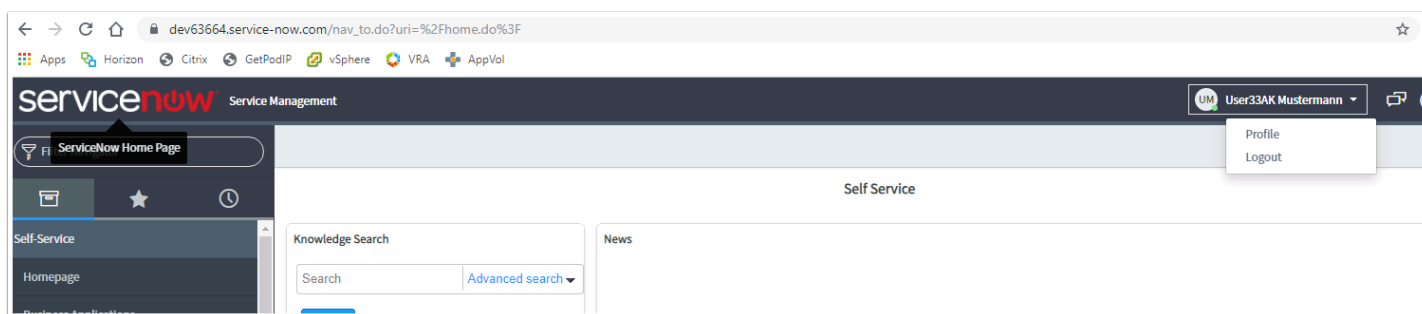 dev63664.service-now.com/nav_to.do?uri=%2Fhome.do%3F
Apps Horizon Citrix GetPodIP vSphere VRA AppVol
servicenow Service Management UM User33AK Mustermann
ServiceNow Home Page
Profile
Logout
Self Service
Self-Service
Knowledge Search News
Homepage
Search Advanced search
Business Applications